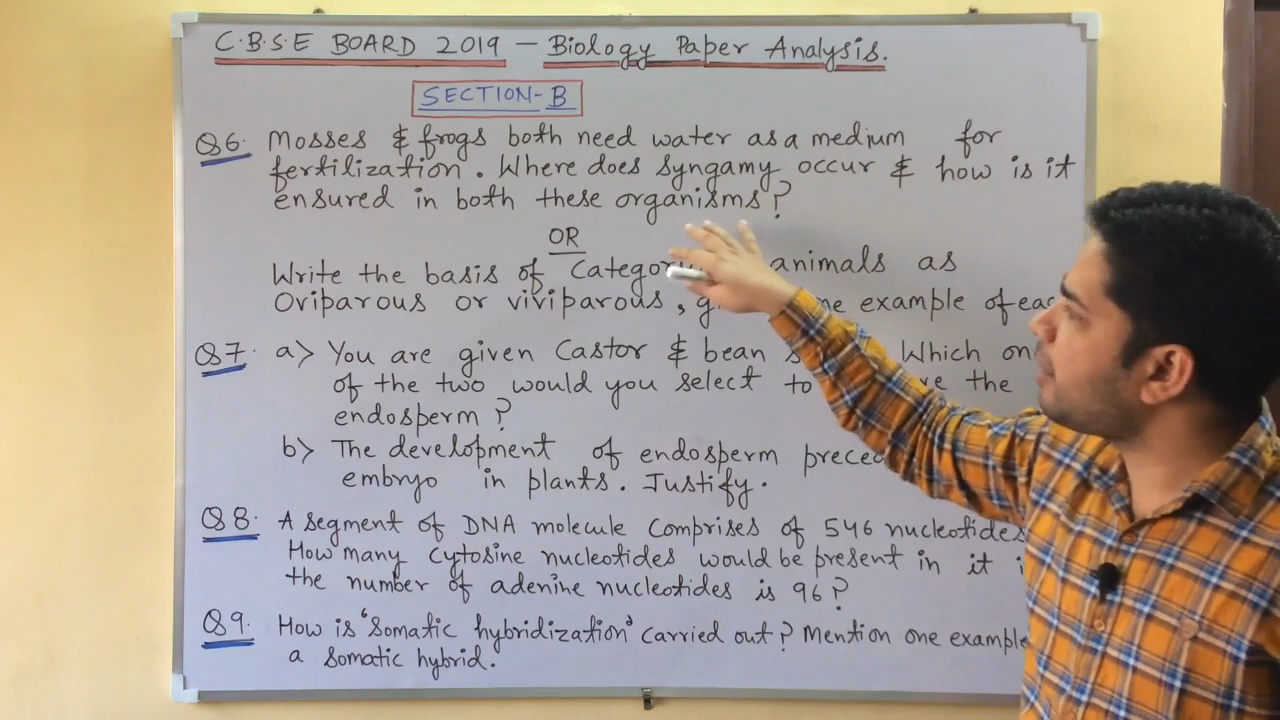 C.B.S.E BOARD 2019 – Biology Paper Analysis.
SECTION-B
Q6. Mosses & frogs both need water as a medium for
fertilization. Where does syngamy occur & how is it
ensured in both these organisms?
OR
Write the basis of animals as
Oviparous or viviparous, example of
Q7. a) You are given Castor & bean Which
of the two would you select to the
endosperm?
b) The development of endosperm
embryo in plants. Justify.
Q8. A segment of DNA molecule comprises of 546 nucleotides
How many cytosine nucleotides would be present in it
the number of adenine nucleotides is 96?
Q9. How is 'Somatic hybridization' carried out? Mention one example
a somatic hybrid.